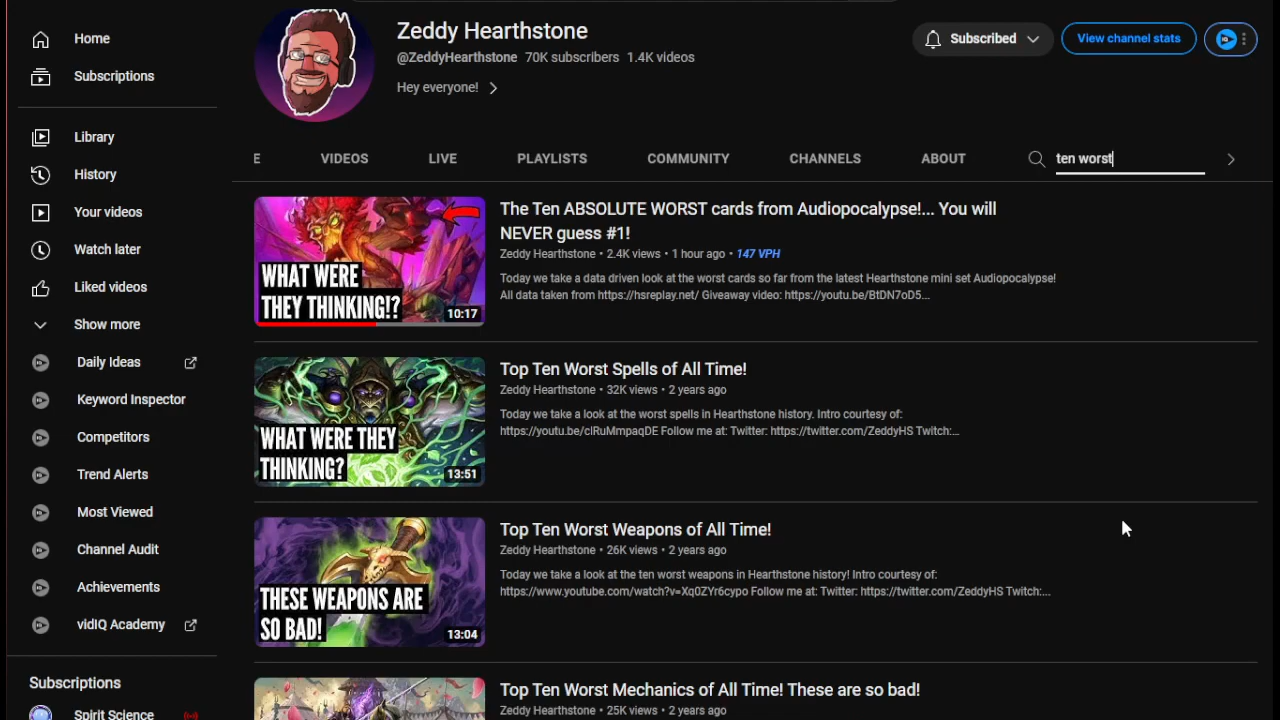 Home
Subscriptions
Library
History
Your videos
Watch later
Liked videos
Show more
Daily Ideas
Keyword Inspector
Competitors
Trend Alerts
Most Viewed
Channel Audit
Achievements
vidIQ Academy
Subscriptions
Spirit Science
Zeddy Hearthstone
@ZeddyHearthstone 70K subscribers 1.4K videos
Hey everyone!
Subscribed
View channel stats
E VIDEOS LIVE PLAYLISTS COMMUNITY CHANNELS ABOUT ten worst
WHAT WERE
THEY THINKING!?
10:17
The Ten ABSOLUTE WORST cards from Audiopocalypse!... You will
NEVER guess #1!
Zeddy Hearthstone • 2.4K views • 1 hour ago • 147 VPH
Today we take a data driven look at the worst cards so far from the latest Hearthstone mini set Audiopocalypse!
All data taken from https://hsreplay.net/ Giveaway video: https://youtu.be/BtDN7oD5...
WHAT WERE THEY
THINKING?
13:51
Top Ten Worst Spells of All Time!
Zeddy Hearthstone • 32K views • 2 years ago
Today we take a look at the worst spells in Hearthstone history. Intro courtesy of:
https://youtu.be/clRuMmpaqDE Follow me at: Twitter: https://twitter.com/ZeddyHS Twitch:...
THESE WEAPONS ARE
SO BAD!
13:04
Top Ten Worst Weapons of All Time!
Zeddy Hearthstone • 26K views • 2 years ago
Today we take a look at the ten worst weapons in Hearthstone history! Intro courtesy of:
https://www.youtube.com/watch?v=Xq0ZYr6cypo Follow me at: Twitter: https://twitter.com/ZeddyHS Twitch:...
Top Ten Worst Mechanics of All Time! These are so bad!
Zeddy Hearthstone • 25K views • 2 years ago